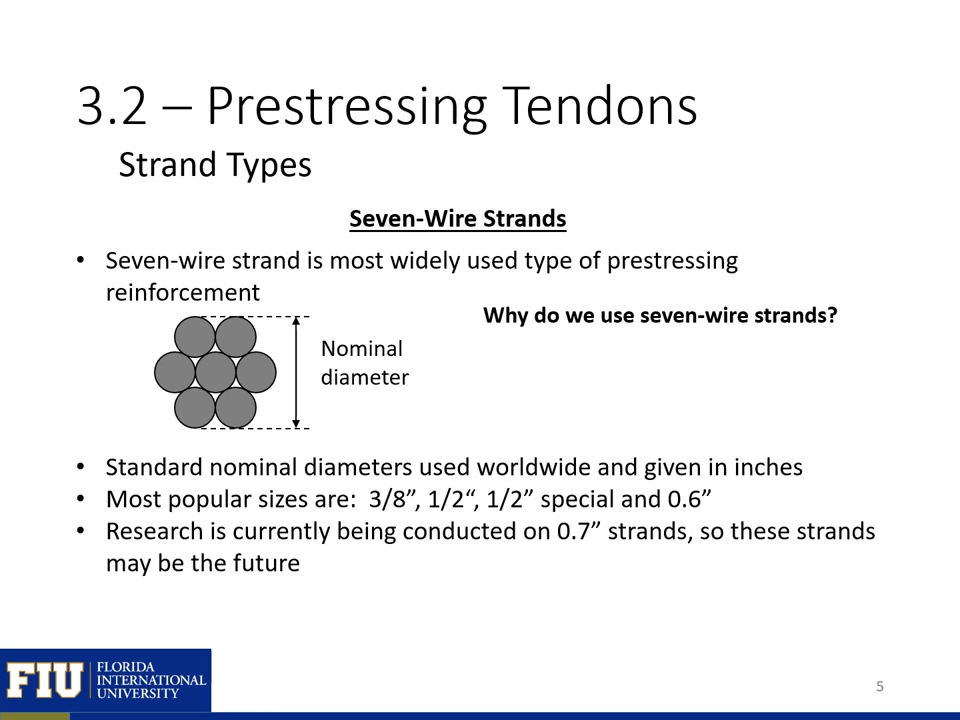 3.2 – Prestressing Tendons
Strand Types
Seven-Wire Strands
• Seven-wire strand is most widely used type of prestressing
reinforcement
Why do we use seven-wire strands?
Nominal
diameter
• Standard nominal diameters used worldwide and given in inches
• Most popular sizes are:  3/8”, 1/2“, 1/2” special and 0.6”
• Research is currently being conducted on 0.7” strands, so these strands
may be the future
FIU
FLORIDA
INTERNATIONAL
UNIVERSITY
5